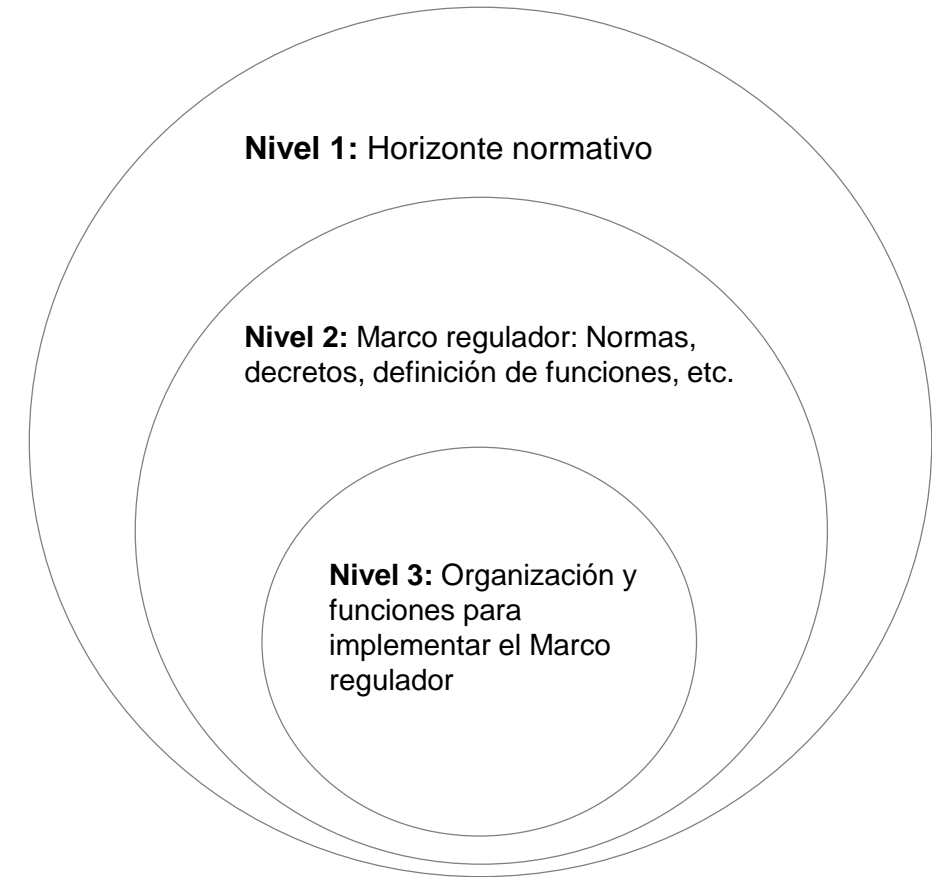 Nivel 1: Horizonte normativo
Nivel 2: Marco regulador: Normas,
decretos, definición de funciones, etc.
Nivel 3: Organización y
funciones para
implementar el Marco
regulador